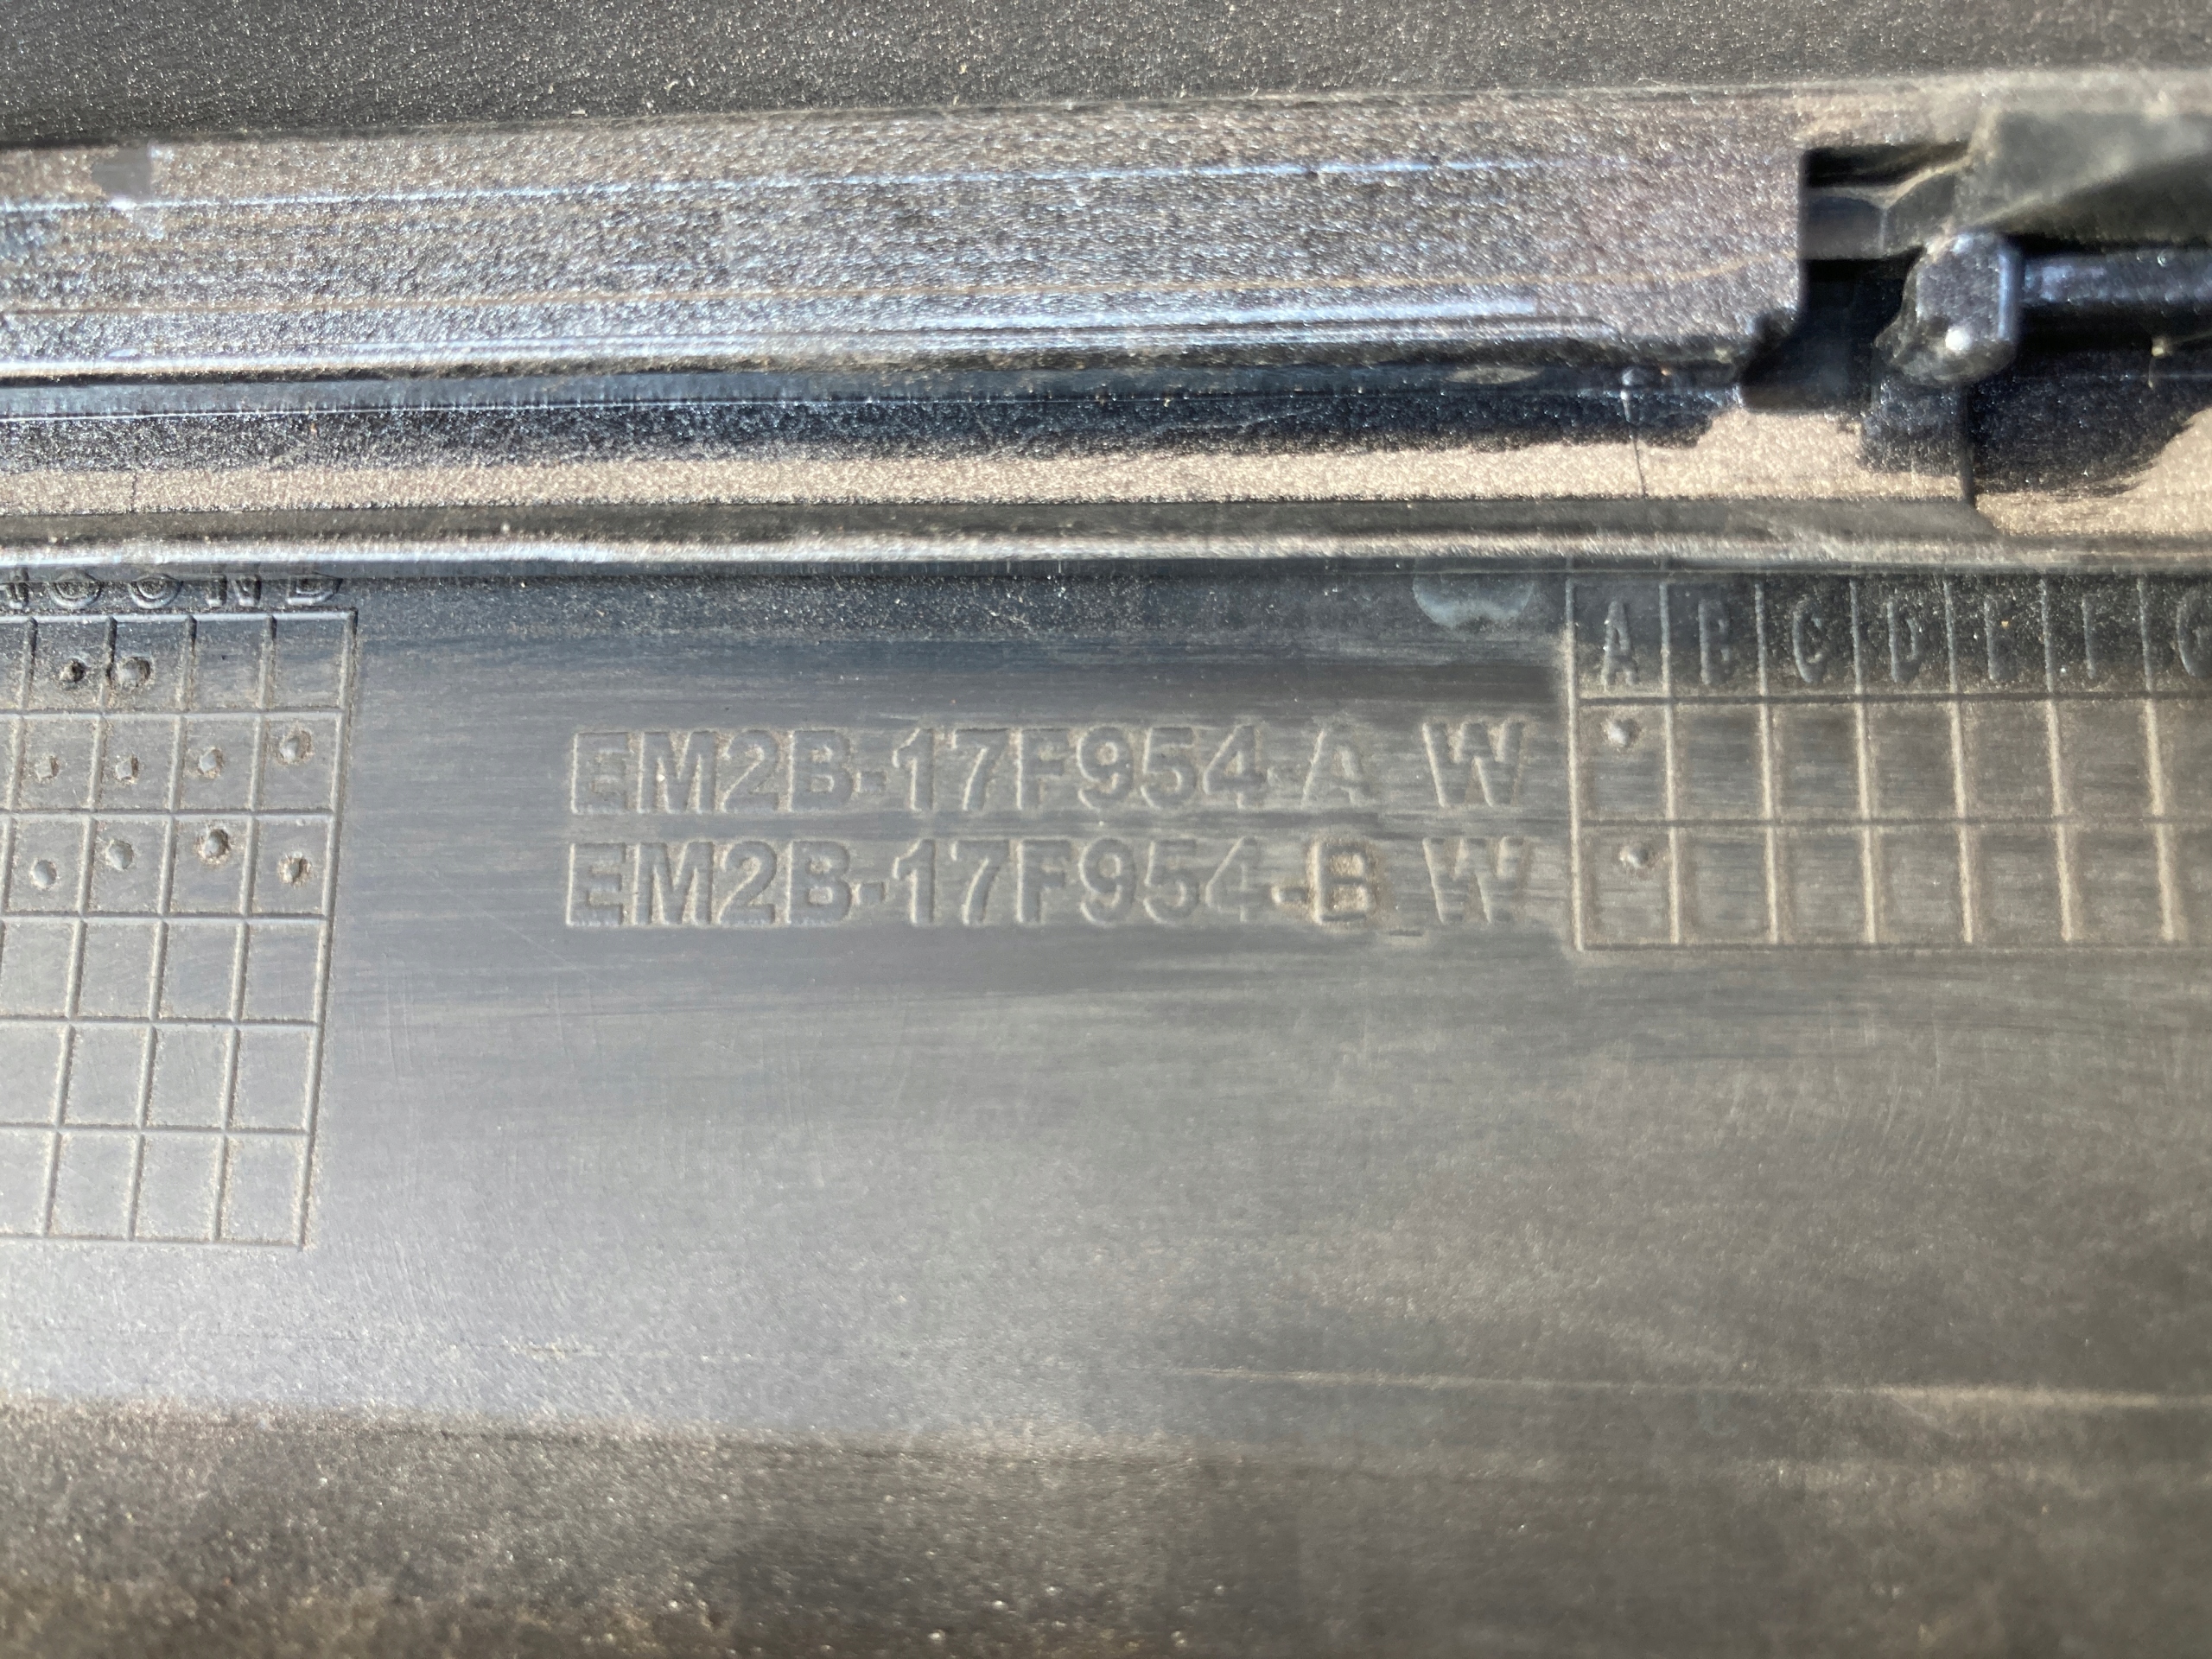 EM2B-17F954-A W
EM2B-17F954-B W
A B C D E F G